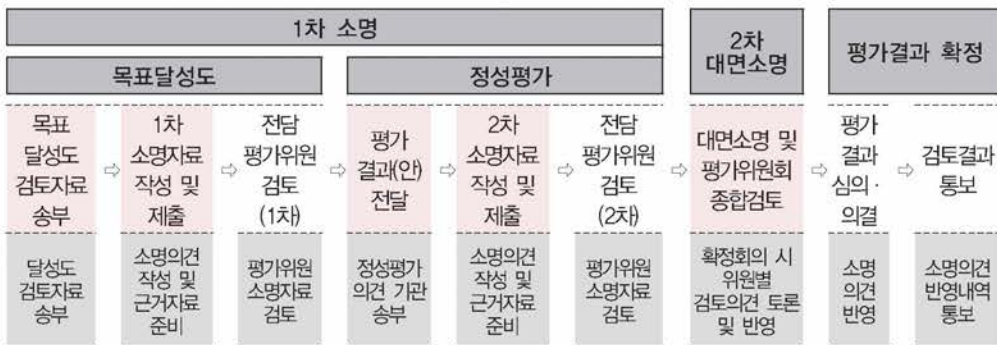 1차 소명
2차
대면소명
평가결과 확정
목표달성도
정성평가
목표
달성도
검토자료
송부
1차
소명자료
작성 및
제출
전담
평가위원
검토
(1차)
평가
결과(안)
전달
2차
소명자료
작성 및
제출
전담
평가위원
검토
(2차)
대면소명 및
평가위원회
종합검토
평가
결과
심의·
의결
검토결과
통보
달성도
검토자료
송부
소명의견
작성 및
근거자료
준비
평가위원
소명자료
검토
정성평가
의견 기관
송부
소명의견
작성 및
근거자료
준비
평가위원
소명자료
검토
확정회의 시
위원별
검토의견 토론
및 반영
소명
의견
반영
소명의견
반영내역
통보